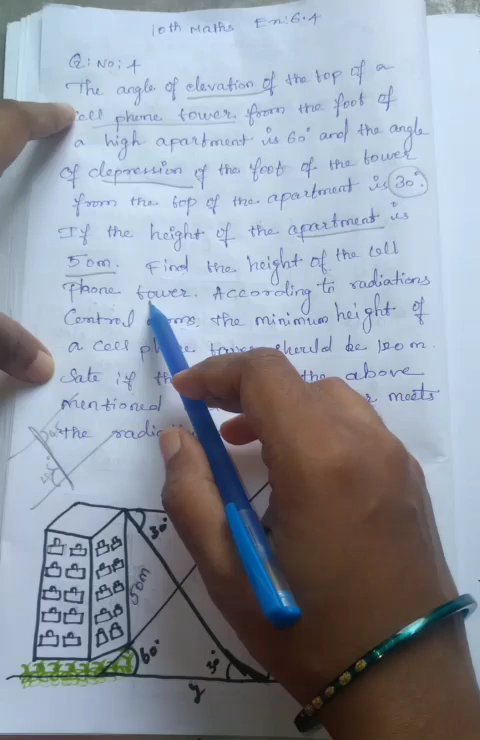 10th Maths Ex:6.4
Q: No: 4
The angle of elevation of the top of a
cell phone tower from the foot of
a high apartment is 60° and the angle
of depression of the foot of the tower
from the top of the apartment is 30°.
If the height of the apartment is
50m. Find the height of the cell
phone tower. According to radiations
control the minimum height of
a cell tower should be 120 m.
Sate if the above
mentioned meets
the
30°
50m
60°
y